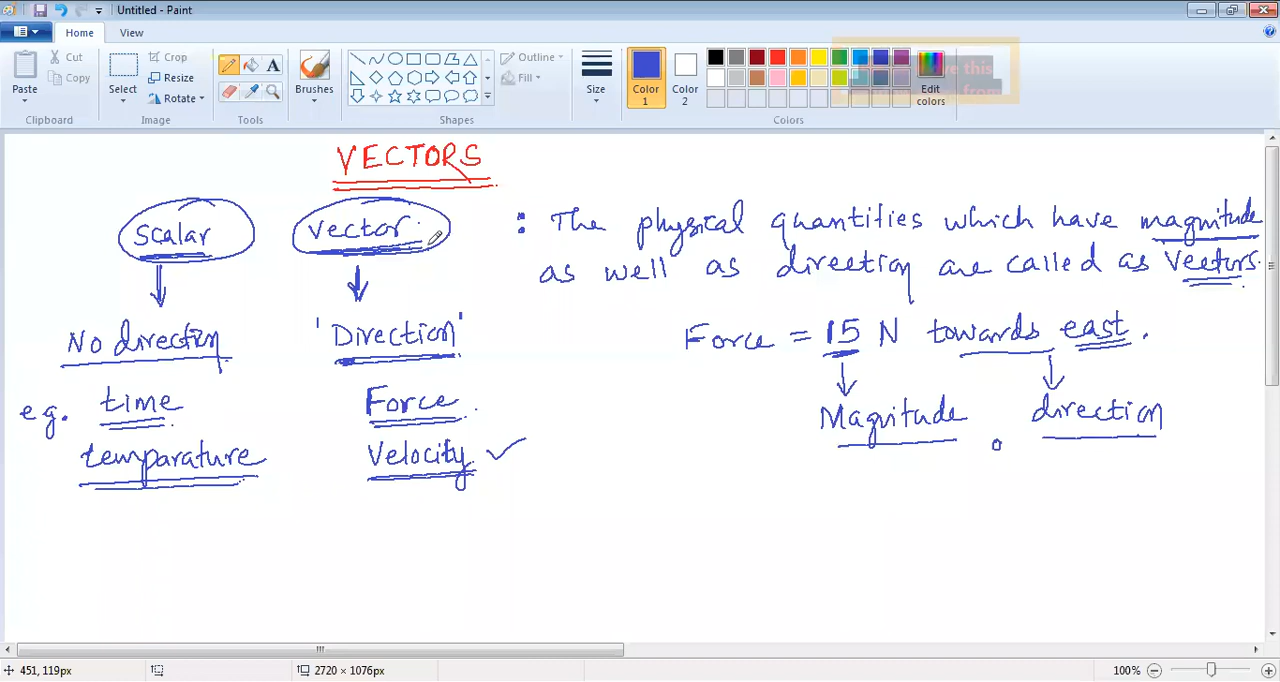 Untitled - Paint
Home View
Paste
Cut
Copy
Clipboard
Select
Crop
Resize
Rotate
Image
Tools
Brushes
Shapes
Outline
Fill
Size
Color 1
Color 2
Edit colors
Colors
this
from
VECTORS
Scalar
Vector
No direction
'Direction'
e.g. time
Force
temparature
Velocity
: The physical quantities which have magnitude
as well as direction are called as Vectors.
Force = 15 N towards east.
Magnitude
direction
451, 119px
2720 × 1076px
100%